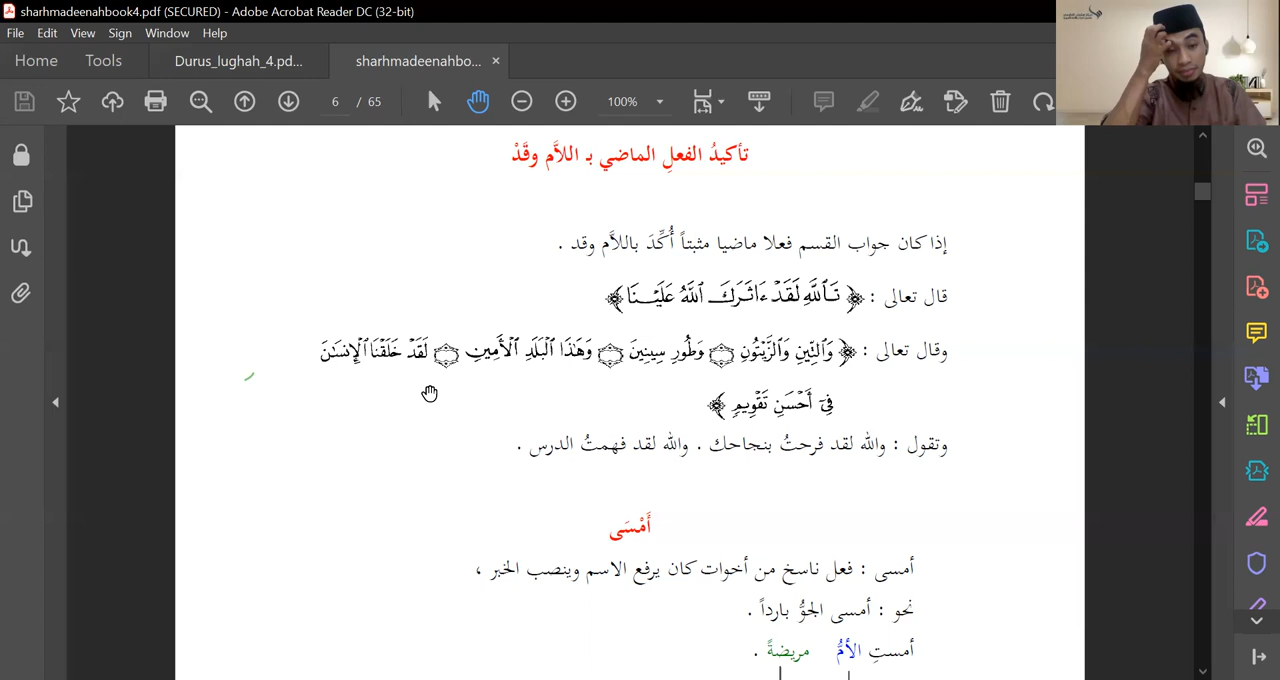 sharhmadeenahbook4.pdf (SECURED) - Adobe Acrobat Reader DC (32-bit)
File Edit View Sign Window Help
Home Tools Durus_lughah_4.pd... sharhmadeenahbo... ×
6 / 65 100%
تأكيدُ الفعلِ الماضي بـ اللاَّم وقَدْ
إذا كان جواب القسم فعلا ماضيا مثبتاً أُكِّدَ باللاَّم وقد .
قال تعالى : ﴿ تَٱللَّهِ لَقَدْ ءَاثَرَكَ ٱللَّهُ عَلَيْنَا ﴾
وقال تعالى : ﴿ وَٱلتِّينِ وَٱلزَّيْتُونِ ۝ وَطُورِ سِينِينَ ۝ وَهَٰذَا ٱلْبَلَدِ ٱلْأَمِينِ ۝ لَقَدْ خَلَقْنَا ٱلْإِنسَٰنَ
فِىٓ أَحْسَنِ تَقْوِيمٍ ﴾
وتقول : والله لقد فرحتُ بنجاحك . والله لقد فهمتُ الدرس .
أَمْسَى
أمسى : فعل ناسخ من أخوات كان يرفع الاسم وينصب الخبر ،
نحو : أمسى الجوُّ بارداً .
أمستِ الأمُّ مريضةً .